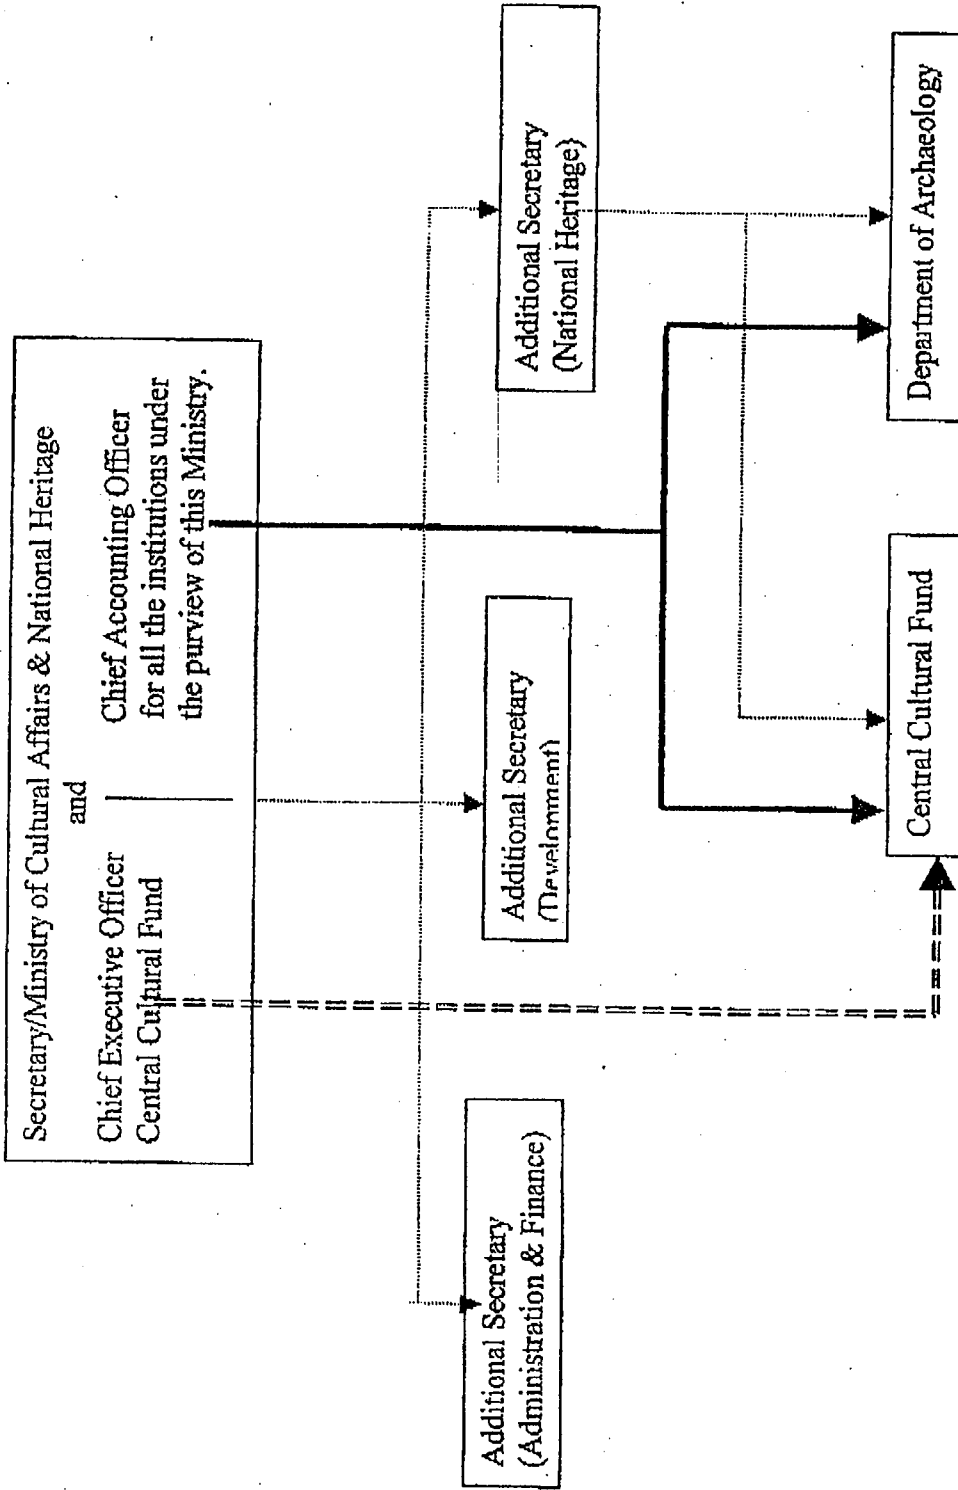 Secretary/Ministry of Cultural Affairs & National Heritage
and
Chief Executive Officer
Central Cultural Fund
Chief Accounting Officer
for all the institutions under
the purview of this Ministry.
Additional Secretary
(Administration & Finance)
Additional Secretary
(Development)
Additional Secretary
(National Heritage)
Central Cultural Fund
Department of Archaeology